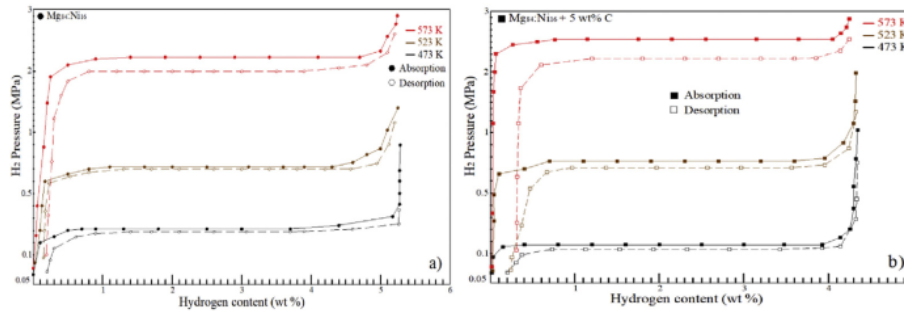 3
2
1
0.5
0.1
0.05
H₂ Pressure (MPa)
573 K
523 K
473 K
Absorption
Desorption
a)
0
1
2
3
4
5
6
Hydrogen content (wt %)
3
2
1
0.5
0.1
0.05
H₂ Pressure (MPa)
+ 5 wt% C
573 K
523 K
473 K
Absorption
Desorption
b)
0
1
2
3
4
Hydrogen content (wt %)